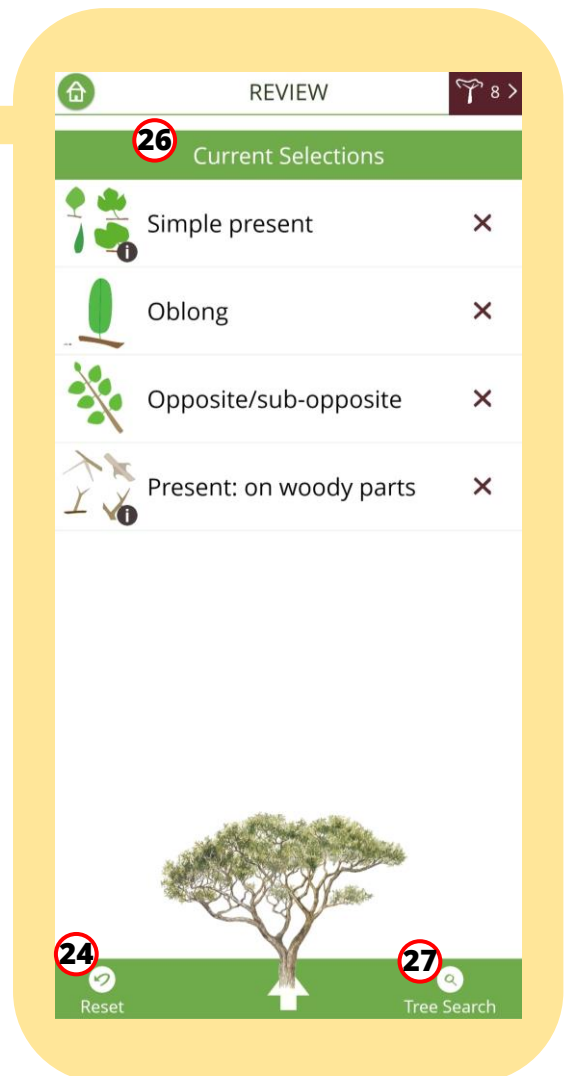 REVIEW 8 >
26
Current Selections
Simple present
i
Oblong
Opposite/sub-opposite
Present: on woody parts
i
24 27
Reset Tree Search